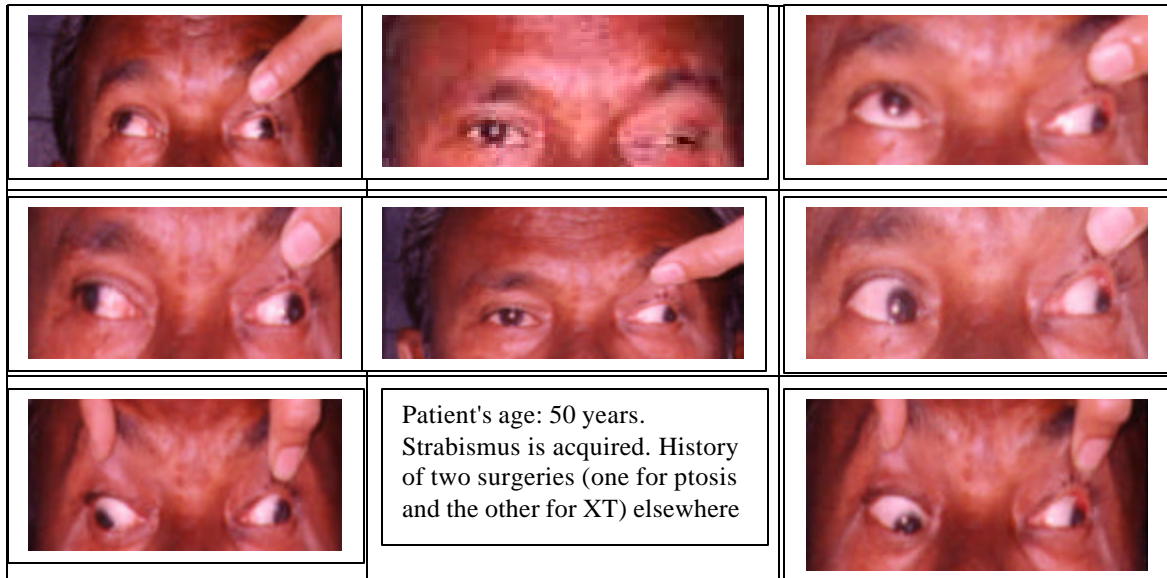 Patient's age: 50 years.
Strabismus is acquired. History
of two surgeries (one for ptosis
and the other for XT) elsewhere